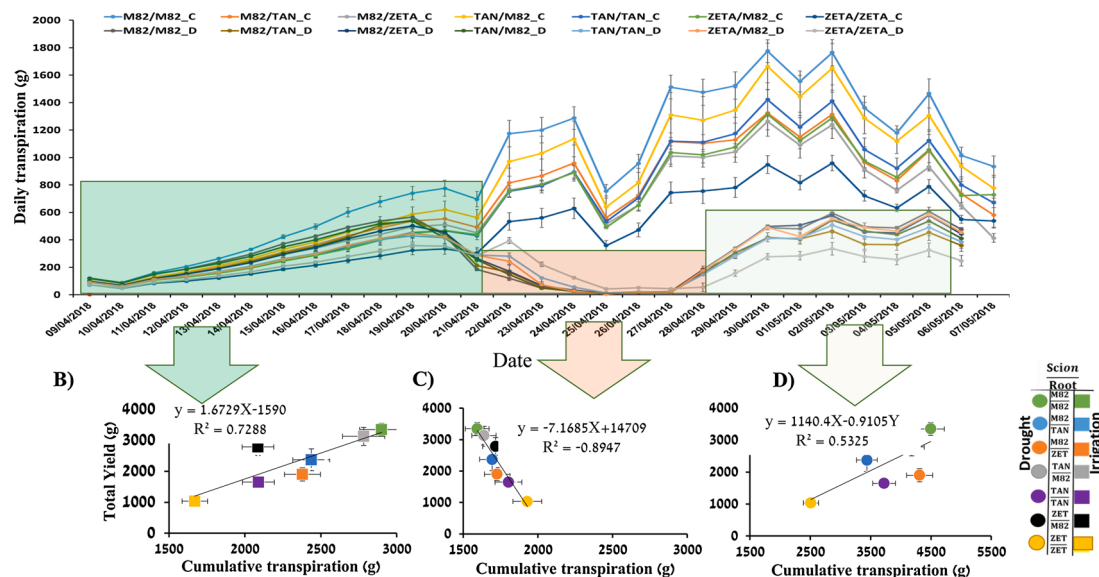 M82/M82_C M82/TAN_C M82/ZETA_C TAN/M82_C TAN/TAN_C ZETA/M82_C ZETA/ZETA_C
M82/M82_D M82/TAN_D M82/ZETA_D TAN/M82_D TAN/TAN_D ZETA/M82_D ZETA/ZETA_D
Daily transpiration (g)
2000
1800
1600
1400
1200
1000
800
600
400
200
0
09/04/2018 10/04/2018 11/04/2018 12/04/2018 13/04/2018 14/04/2018 15/04/2018 16/04/2018 17/04/2018 18/04/2018 19/04/2018 20/04/2018 21/04/2018 22/04/2018 23/04/2018 24/04/2018 25/04/2018 26/04/2018 27/04/2018 28/04/2018 29/04/2018 30/04/2018 01/05/2018 02/05/2018 03/05/2018 04/05/2018 05/05/2018 06/05/2018 07/05/2018
Date
B)
Total Yield (g)
y = 1.6729X-1590
R² = 0.7288
4000
3000
2000
1000
0
1500 2000 2500 3000
Cumulative transpiration (g)
C)
y = -7.1685X+14709
R² = -0.8947
4000
3000
2000
1000
0
1500 2000 2500 3000
Cumulative transpiration (g)
D)
y = 1140.4X-0.9105Y
R² = 0.5325
4000
3000
2000
1000
0
1500 2500 3500 4500 5500
Cumulative transpiration (g)
Scion
Root
Drought
Irrigation
M82
M82
M82
TAN
M82
ZET
TAN
M82
TAN
TAN
ZET
M82
ZET
ZET